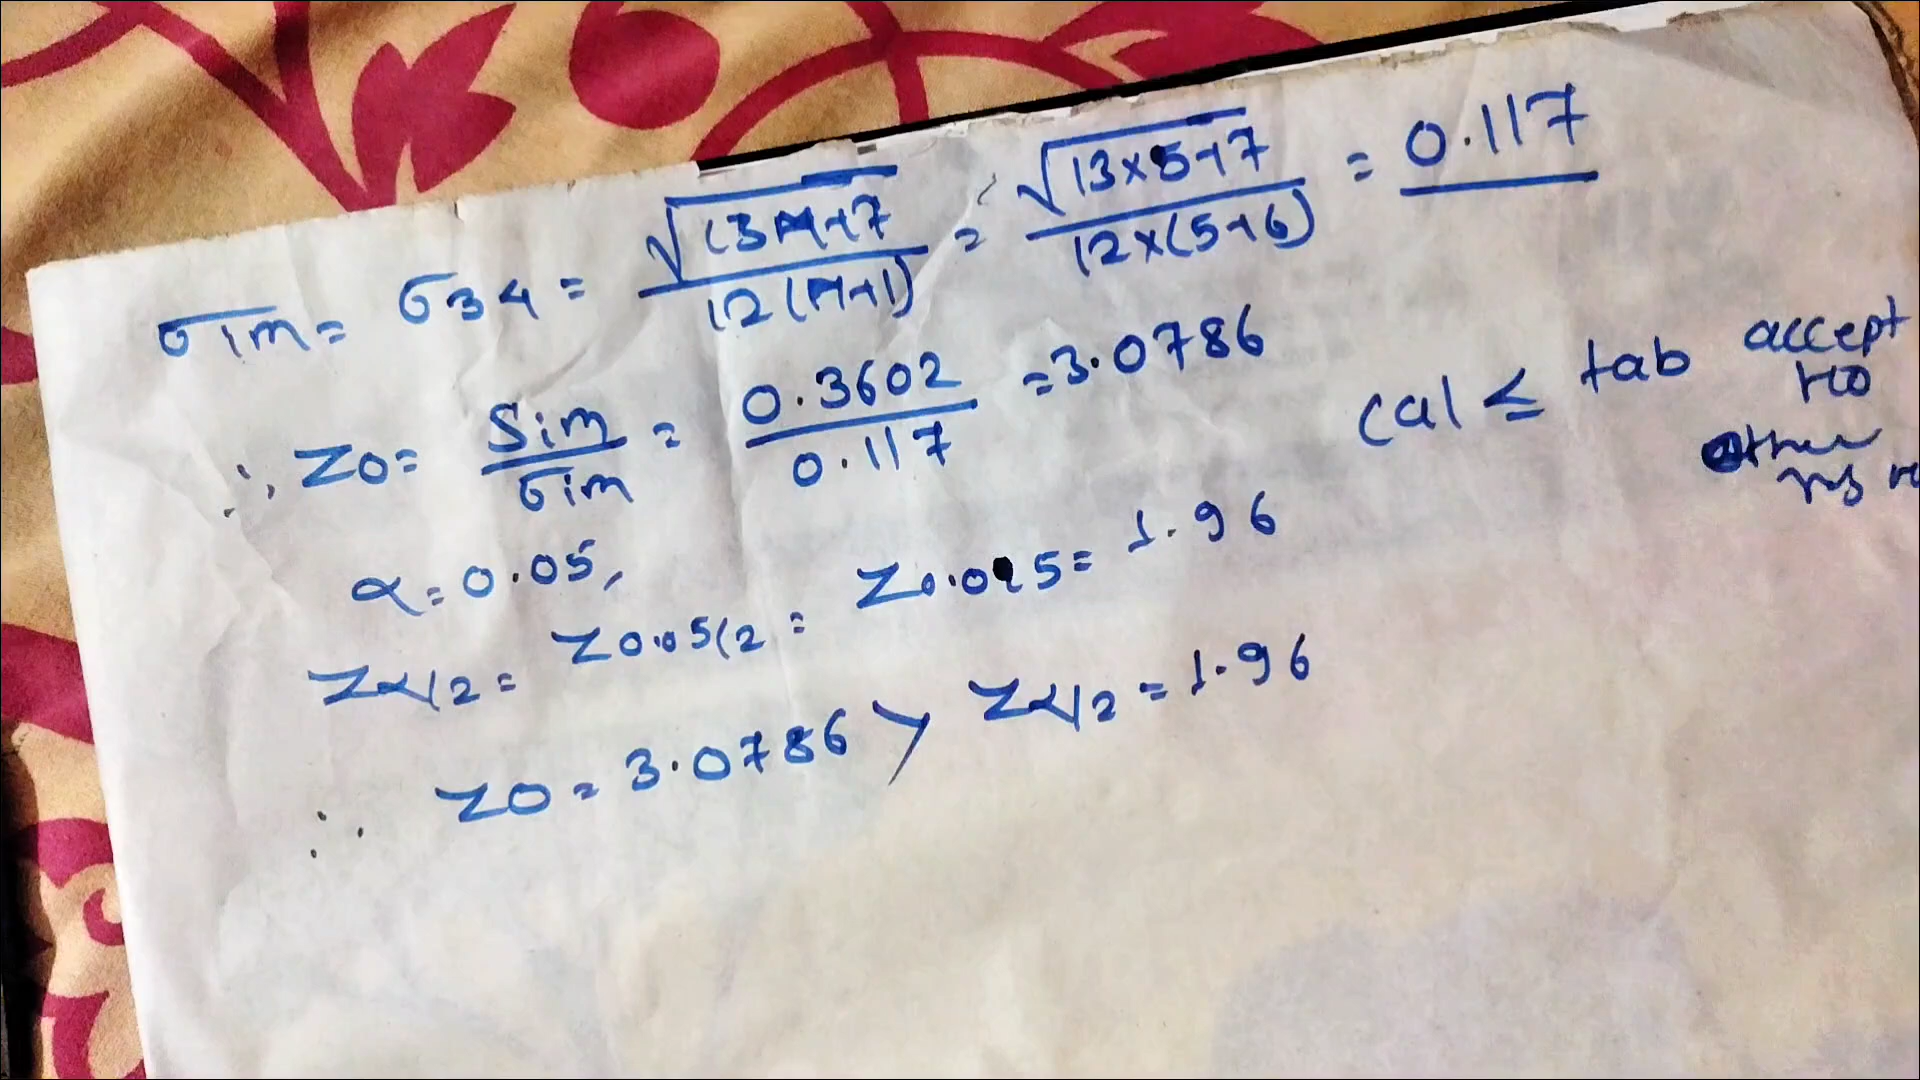 σim = σ34 = √13M+7 / 12(M+1) = √13×5+7 / 12×(5+6) = 0.117
∴ Z0 = Sim / σim = 0.3602 / 0.117 = 3.0786
cal ≤ tab accept H0
other
α = 0.05,
Zα/2 = Z0.05/2 = Z0.025 = 1.96
∴ Z0 = 3.0786 > Zα/2 = 1.96